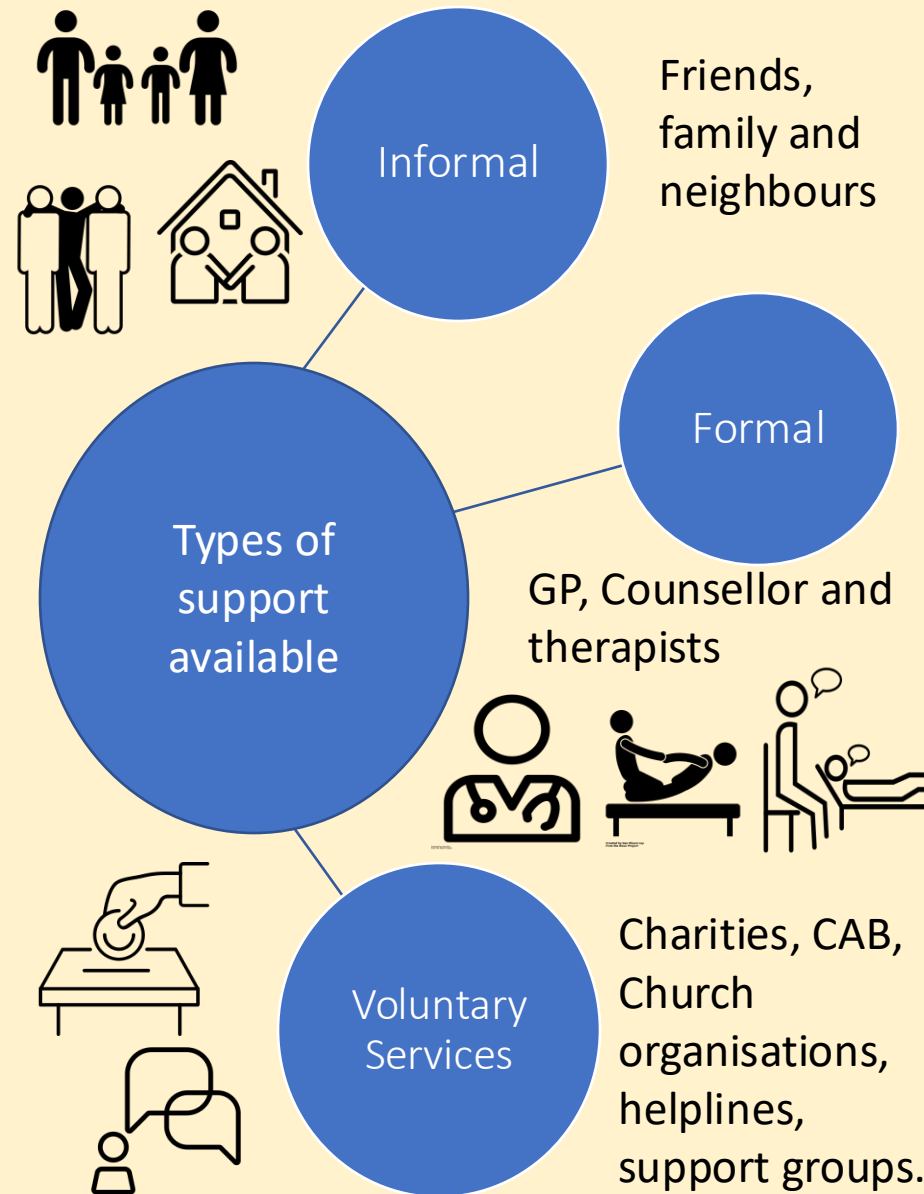 Informal
Friends,
family and
neighbours
Formal
Types of
support
available
GP, Counsellor and
therapists
Voluntary
Services
Charities, CAB,
Church
organisations,
helplines,
support groups.